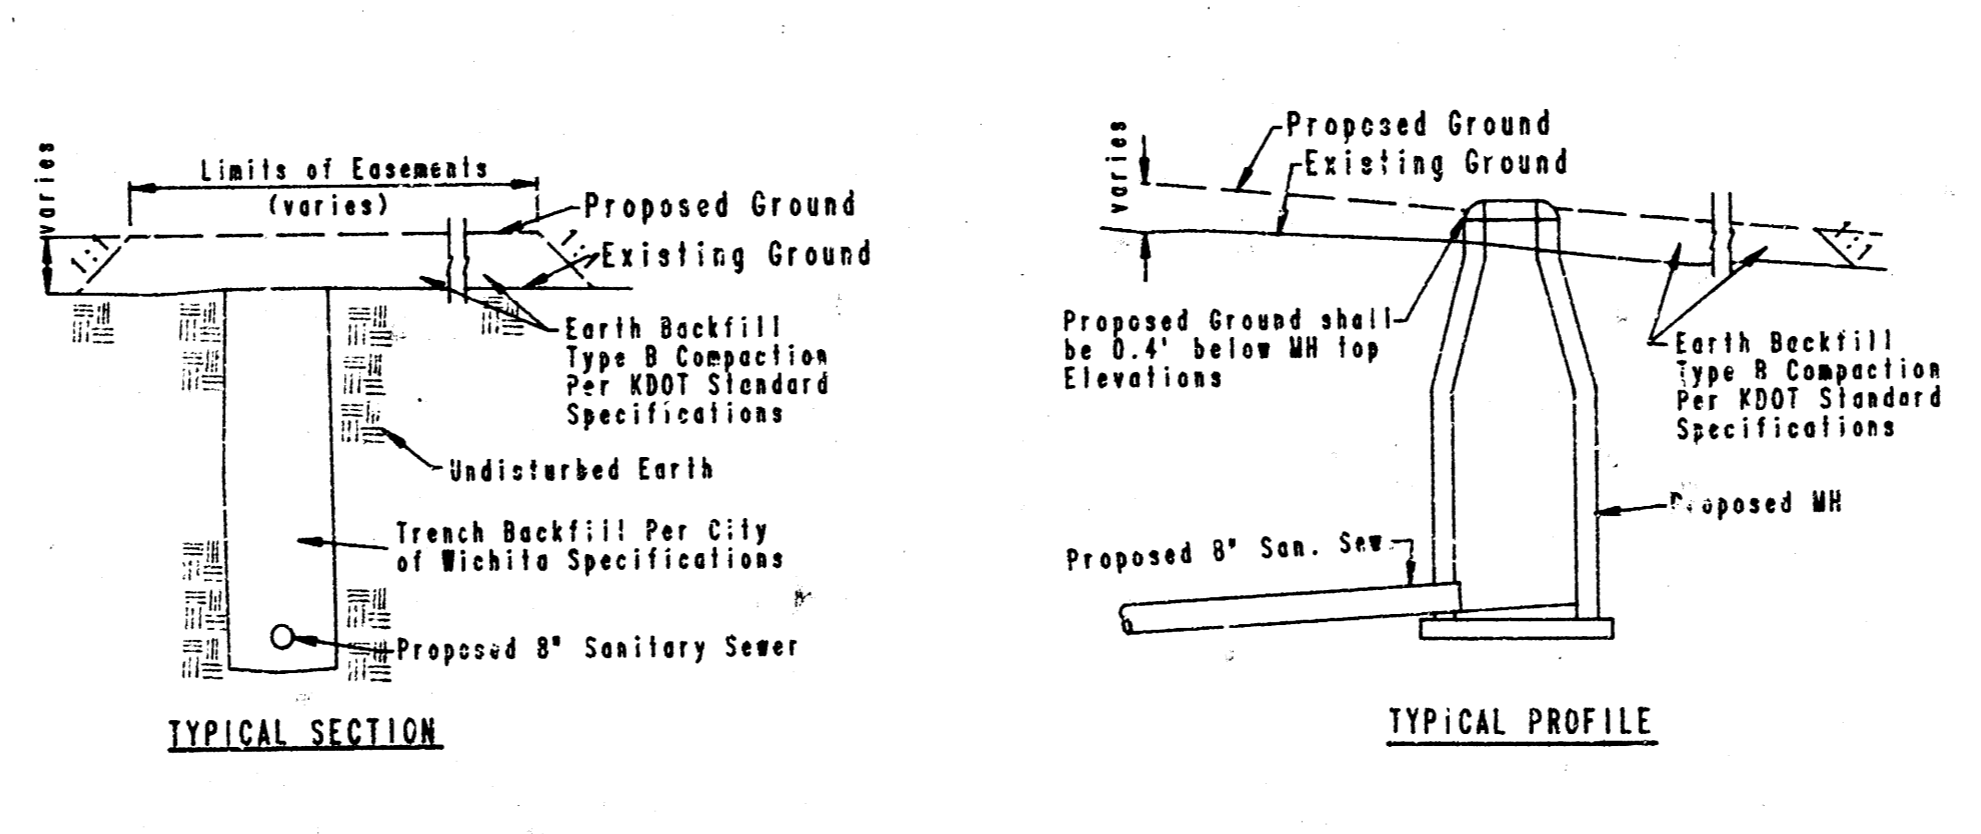 varies
Limits of Easements
(varies)
Proposed Ground
1:1
1:1
Existing Ground
Earth Backfill
Type B Compaction
Per KDOT Standard
Specifications
Undisturbed Earth
Trench Backfill Per City
of Wichita Specifications
Proposed 8" Sanitary Sewer
TYPICAL SECTION
varies
Proposed Ground
Existing Ground
1:1
Proposed Ground shall
be 0.4' below MH top
Elevations
Earth Backfill
Type B Compaction
Per KDOT Standard
Specifications
Proposed MH
Proposed 8" San. Sew.
TYPICAL PROFILE